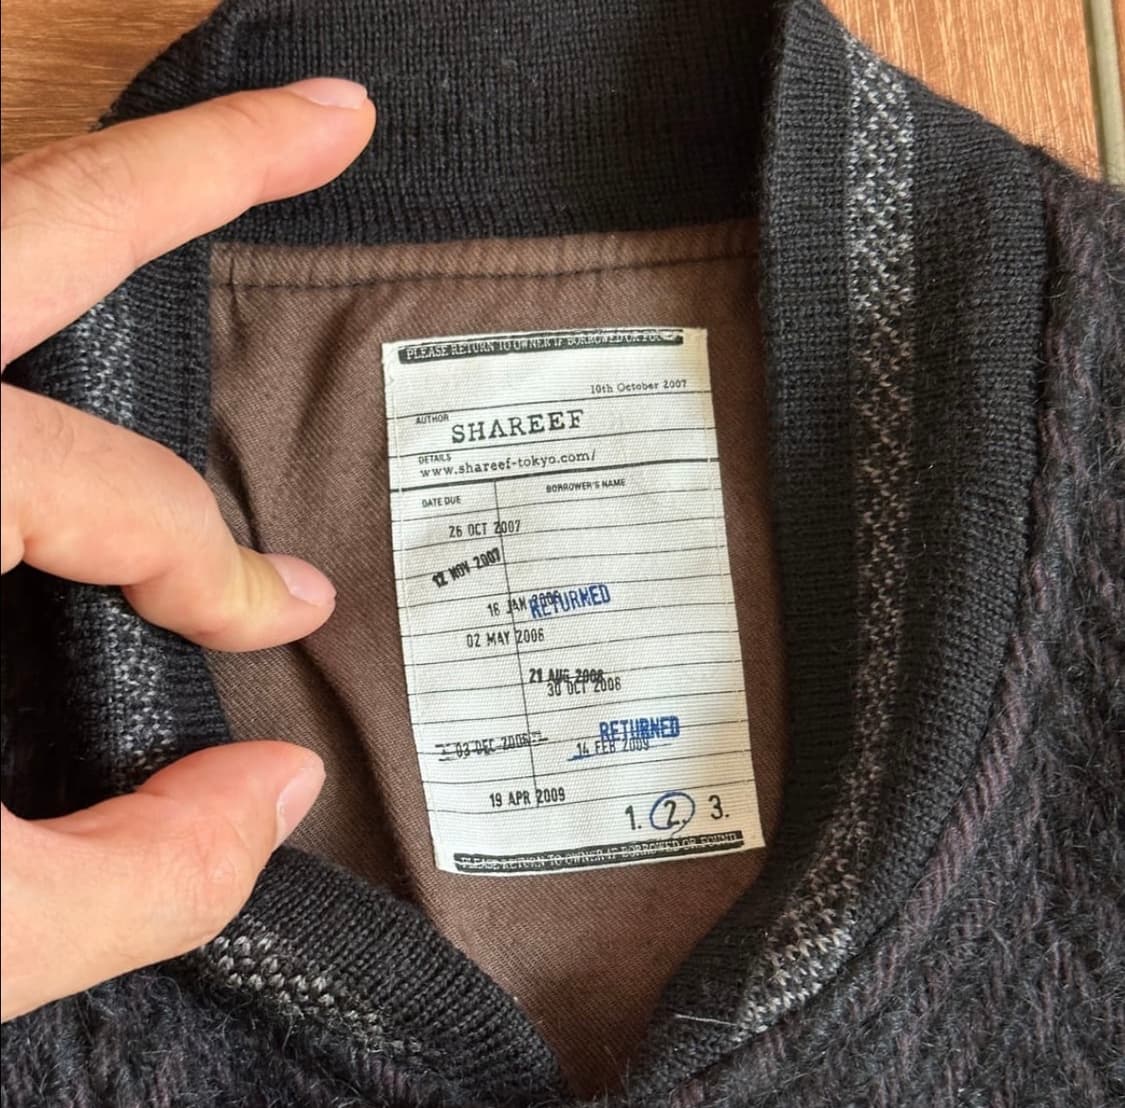 PLEASE RETURN TO OWNER IF BORROWED OR FOUND
10th October 2007
AUTHOR
SHAREEF
DETAILS
www.shareef-tokyo.com/
DATE DUE BORROWER'S NAME
26 OCT 2007
12 NOV 2007
16 JAN RETURNED
02 MAY 2006
21 AUG 2008
30 OCT 2008
RETURNED
03 DEC 2006 14 FEB 2009
19 APR 2009
1. 2. 3.
PLEASE RETURN TO OWNER IF BORROWED OR FOUND